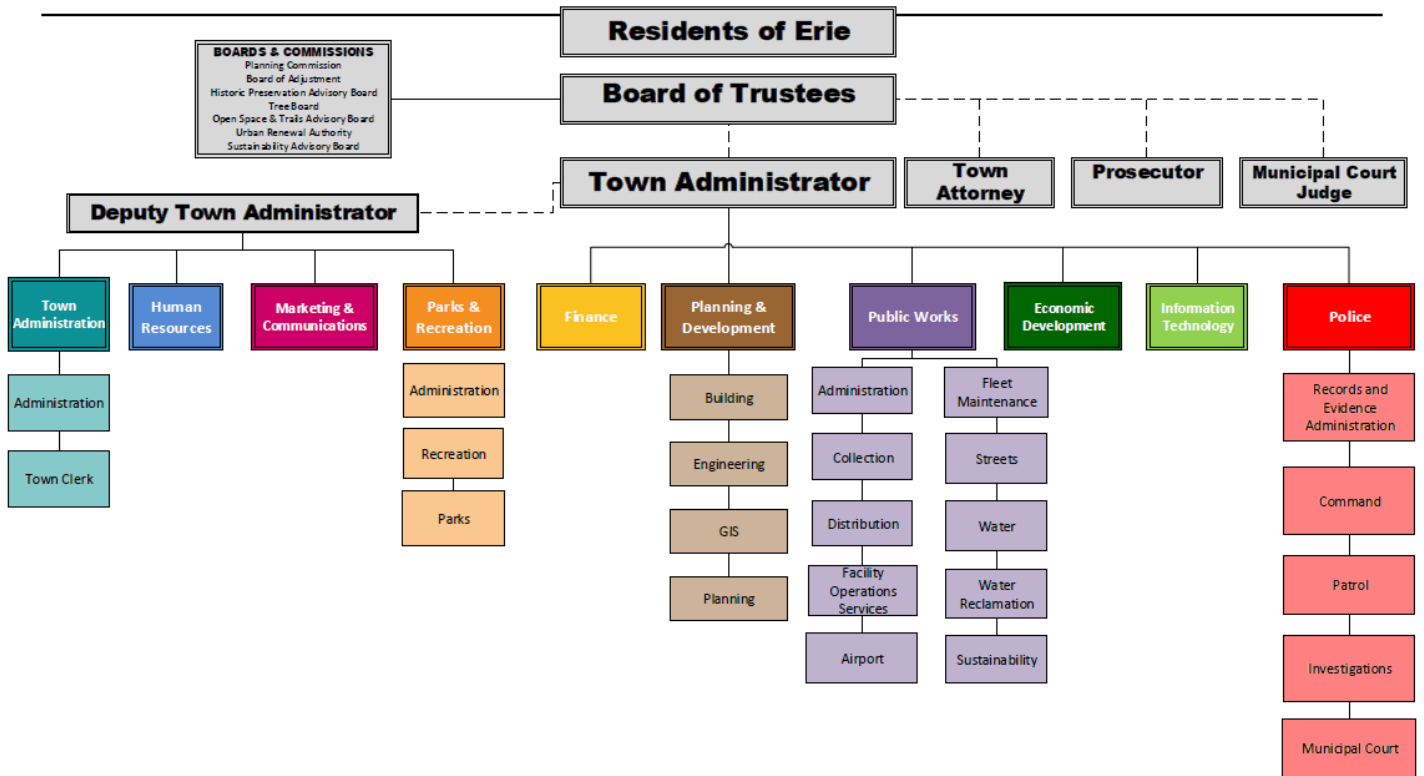 Residents of Erie
BOARDS & COMMISSIONS
Planning Commission
Board of Adjustment
Historic Preservation Advisory Board
Tree Board
Open Space & Trails Advisory Board
Urban Renewal Authority
Sustainability Advisory Board
Board of Trustees
Town Administrator
Town
Attorney
Prosecutor
Municipal Court
Judge
Deputy Town Administrator
Town
Administration
Human
Resources
Marketing &
Communications
Parks &
Recreation
Finance
Planning &
Development
Public Works
Economic
Development
Information
Technology
Police
Administration
Town Clerk
Administration
Recreation
Parks
Building
Engineering
GIS
Planning
Administration
Collection
Distribution
Facility
Operations
Services
Airport
Fleet
Maintenance
Streets
Water
Water
Reclamation
Sustainability
Records and
Evidence
Administration
Command
Patrol
Investigations
Municipal Court